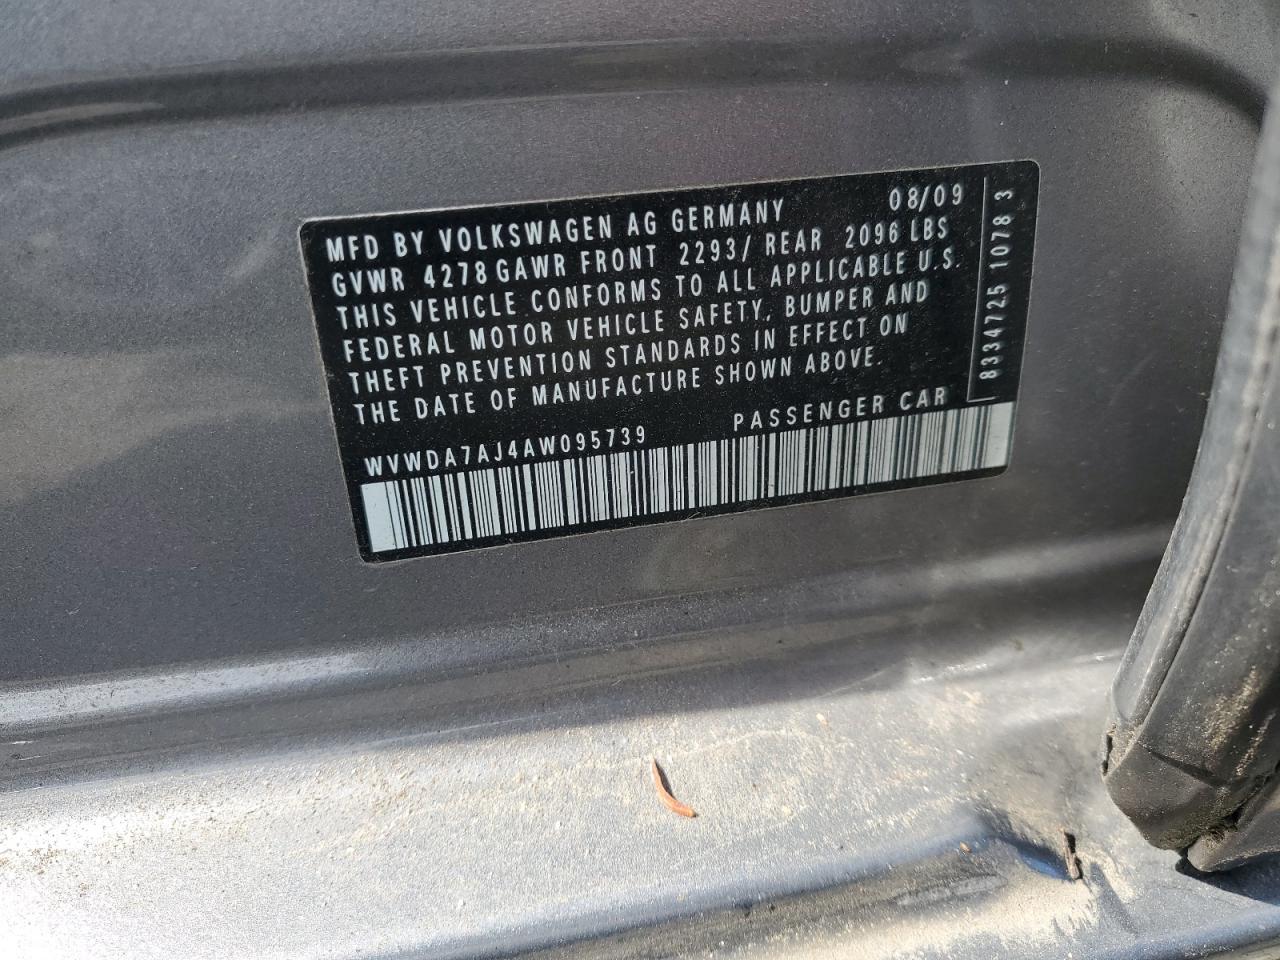 MFD BY VOLKSWAGEN AG GERMANY 08/09
GVWR 4278 GAWR FRONT 2293/ REAR 2096 LBS
THIS VEHICLE CONFORMS TO ALL APPLICABLE U.S.
FEDERAL MOTOR VEHICLE SAFETY, BUMPER AND
THEFT PREVENTION STANDARDS IN EFFECT ON
THE DATE OF MANUFACTURE SHOWN ABOVE.
WVWDA7AJ4AW095739 PASSENGER CAR
8334725 1078 3